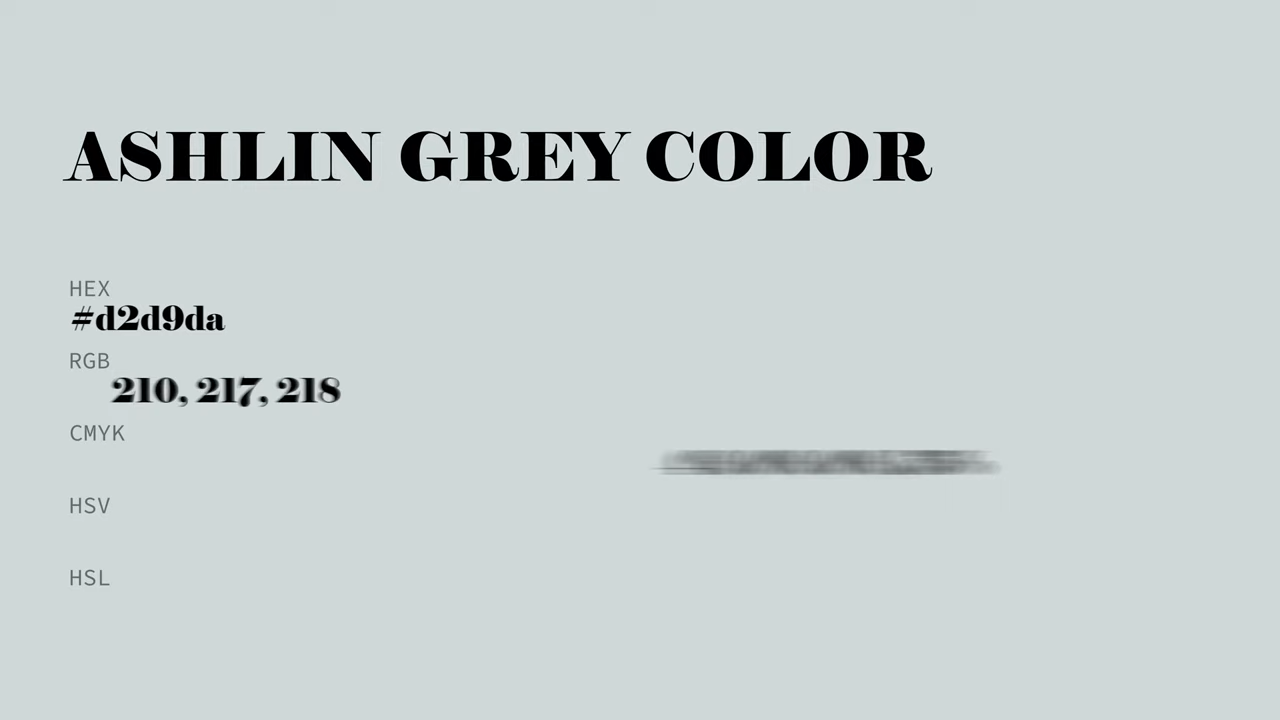 ASHLIN GREY COLOR
HEX
#d2d9da
RGB
210, 217, 218
CMYK
HSV
HSL